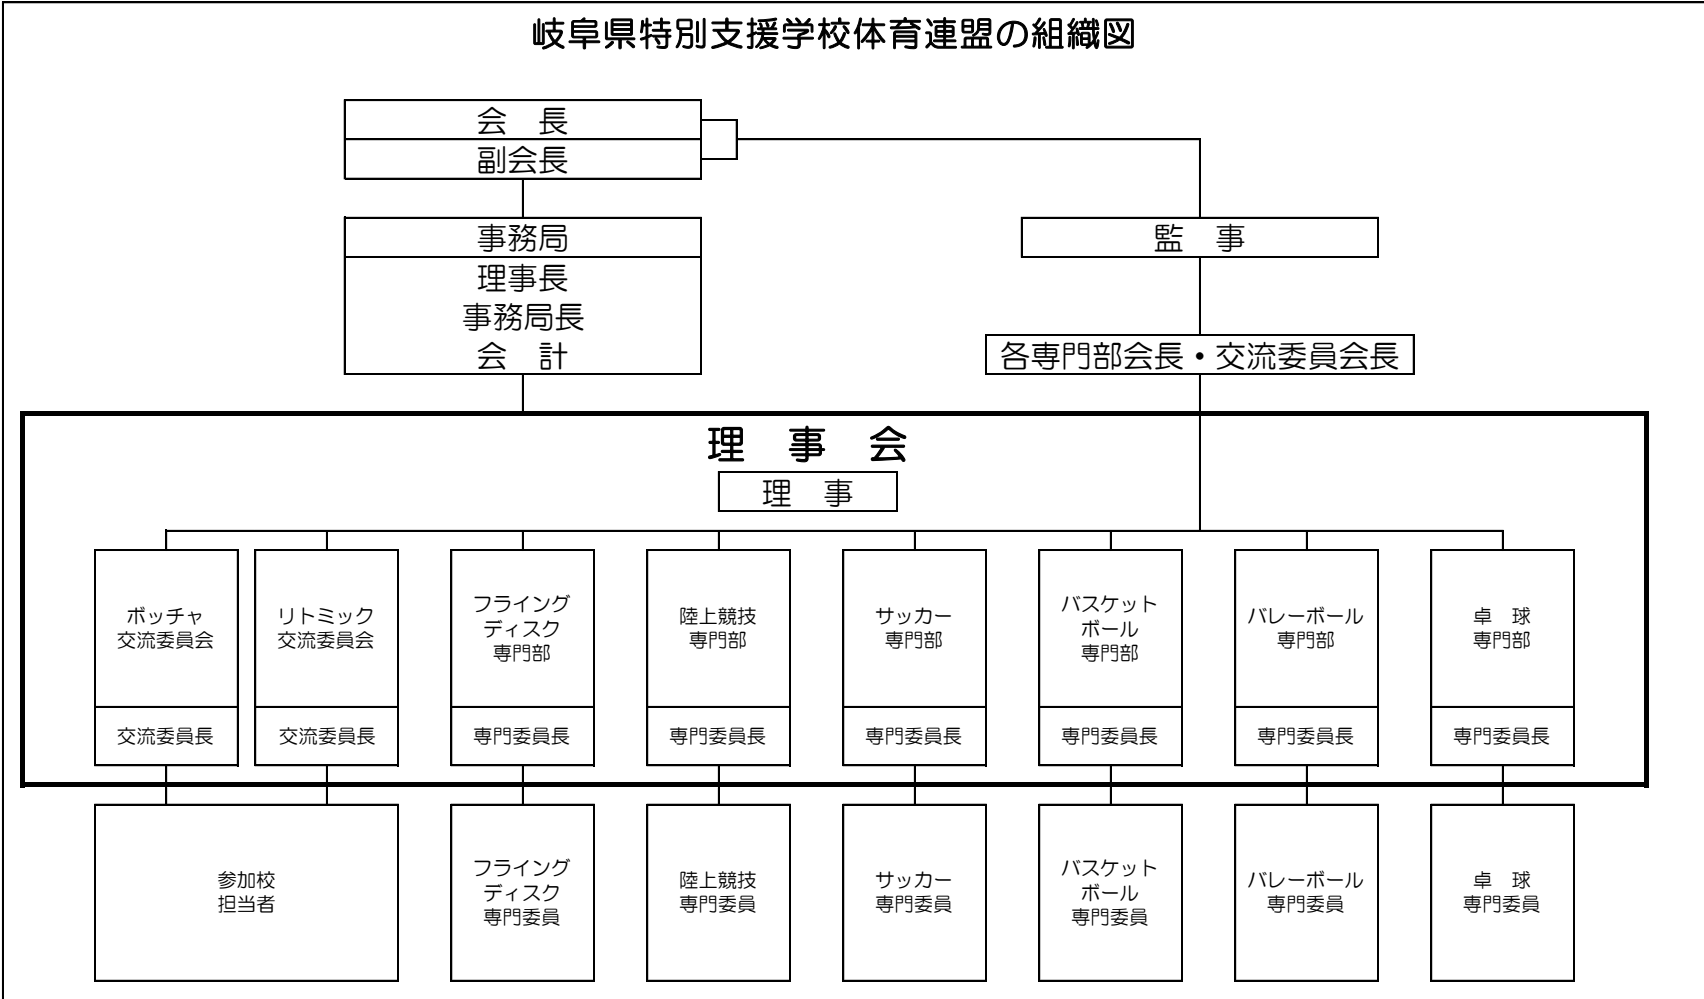 岐阜県特別支援学校体育連盟の組織図
会　長
副会長
事務局
理事長
事務局長
会　計
監　事
各専門部会長・交流委員会長
理　事　会
理　事
ボッチャ
交流委員会
交流委員長
リトミック
交流委員会
交流委員長
フライング
ディスク
専門部
専門委員長
陸上競技
専門部
専門委員長
サッカー
専門部
専門委員長
バスケット
ボール
専門部
専門委員長
バレーボール
専門部
専門委員長
卓　球
専門部
専門委員長
参加校
担当者
フライング
ディスク
専門委員
陸上競技
専門委員
サッカー
専門委員
バスケット
ボール
専門委員
バレーボール
専門委員
卓　球
専門委員